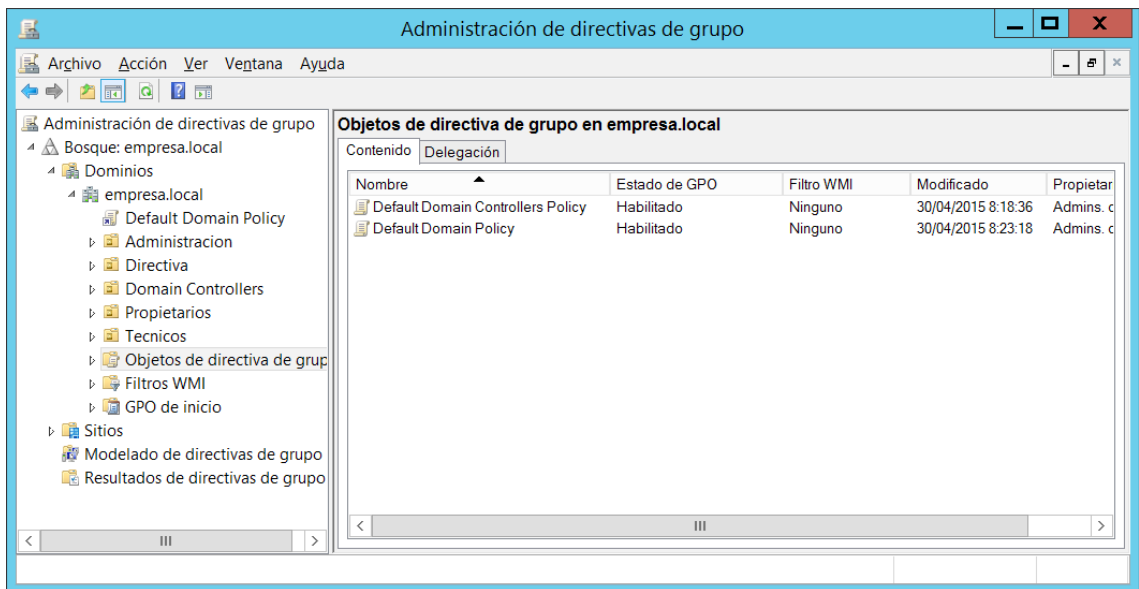 Administración de directivas de grupo
Archivo Acción Ver Ventana Ayuda
Administración de directivas de grupo
Bosque: empresa.local
Dominios
empresa.local
Default Domain Policy
Administracion
Directiva
Domain Controllers
Propietarios
Tecnicos
Objetos de directiva de grup
Filtros WMI
GPO de inicio
Sitios
Modelado de directivas de grupo
Resultados de directivas de grupo
Objetos de directiva de grupo en empresa.local
Contenido Delegación
Nombre Estado de GPO Filtro WMI Modificado Propietar
Default Domain Controllers Policy Habilitado Ninguno 30/04/2015 8:18:36 Admins. c
Default Domain Policy Habilitado Ninguno 30/04/2015 8:23:18 Admins. c